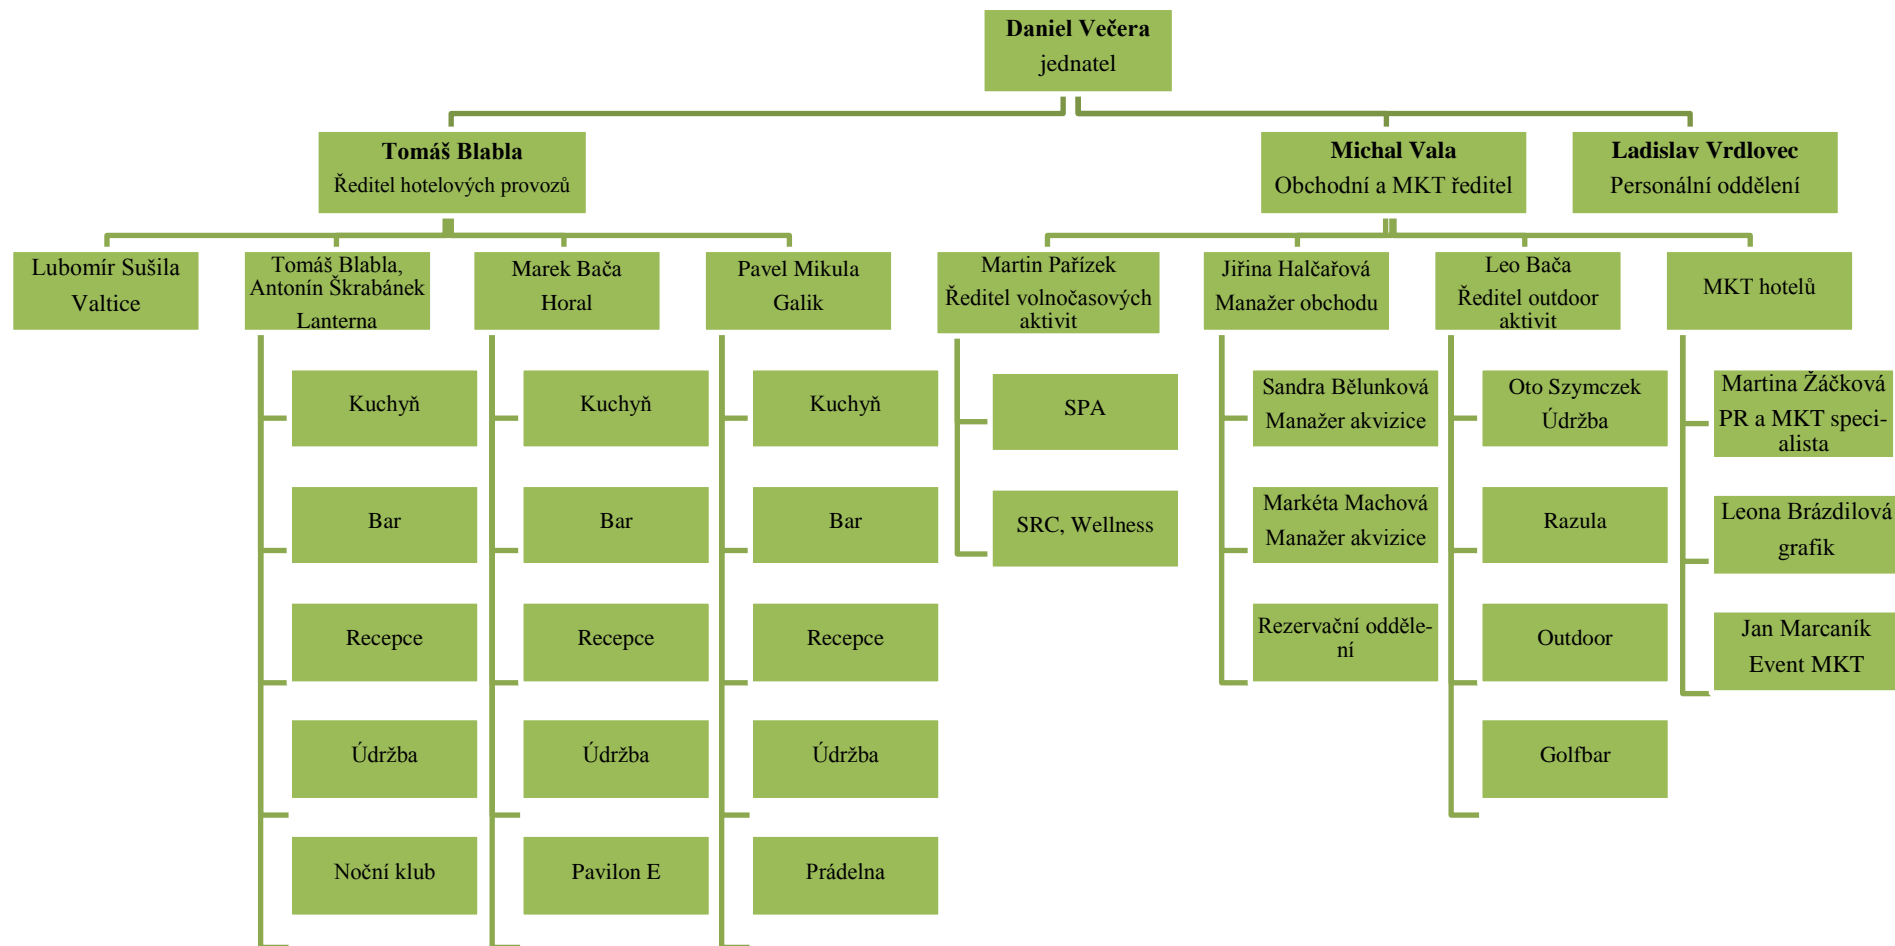 Daniel Večera
jednatel
Tomáš Blabla
Ředitel hotelových provozů
Michal Vala
Obchodní a MKT ředitel
Ladislav Vrdlovec
Personální oddělení
Lubomír Sušila
Valtice
Tomáš Blabla,
Antonín Škrabánek
Lanterna
Marek Bača
Horal
Pavel Mikula
Galik
Martin Pařízek
Ředitel volnočasových
aktivit
Jiřina Halčařová
Manažer obchodu
Leo Bača
Ředitel outdoor
aktivit
MKT hotelů
Kuchyň
Bar
Recepce
Údržba
Noční klub
Kuchyň
Bar
Recepce
Údržba
Pavilon E
Kuchyň
Bar
Recepce
Údržba
Prádelna
SPA
SRC, Wellness
Sandra Bělunková
Manažer akvizice
Markéta Machová
Manažer akvizice
Rezervační odděle-
ní
Oto Szymczek
Údržba
Razula
Outdoor
Golfbar
Martina Žáčková
PR a MKT speci-
alista
Leona Brázdilová
grafik
Jan Marcaník
Event MKT